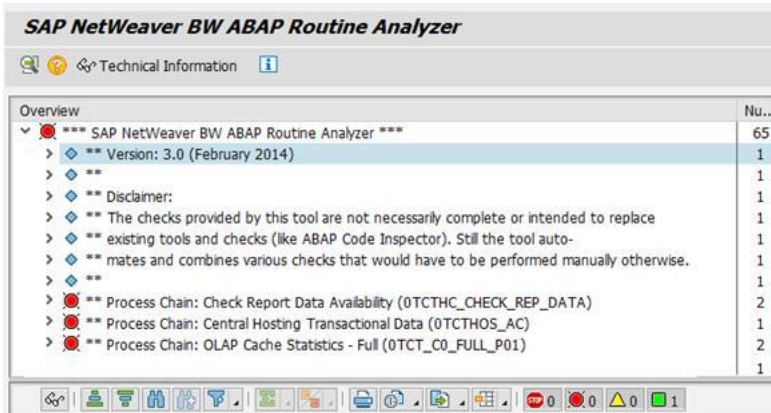 SAP NetWeaver BW ABAP Routine Analyzer
Technical Information
Overview Nu..
*** SAP NetWeaver BW ABAP Routine Analyzer *** 65
** Version: 3.0 (February 2014) 1
** 1
** Disclaimer: 1
** The checks provided by this tool are not necessarily complete or intended to replace 1
** existing tools and checks (like ABAP Code Inspector). Still the tool auto- 1
** mates and combines various checks that would have to be performed manually otherwise. 1
** 1
** Process Chain: Check Report Data Availability (0TCTHC_CHECK_REP_DATA) 2
** Process Chain: Central Hosting Transactional Data (0TCTHOS_AC) 1
** Process Chain: OLAP Cache Statistics - Full (0TCT_C0_FULL_P01) 2
1
STOP 0 0 0 1